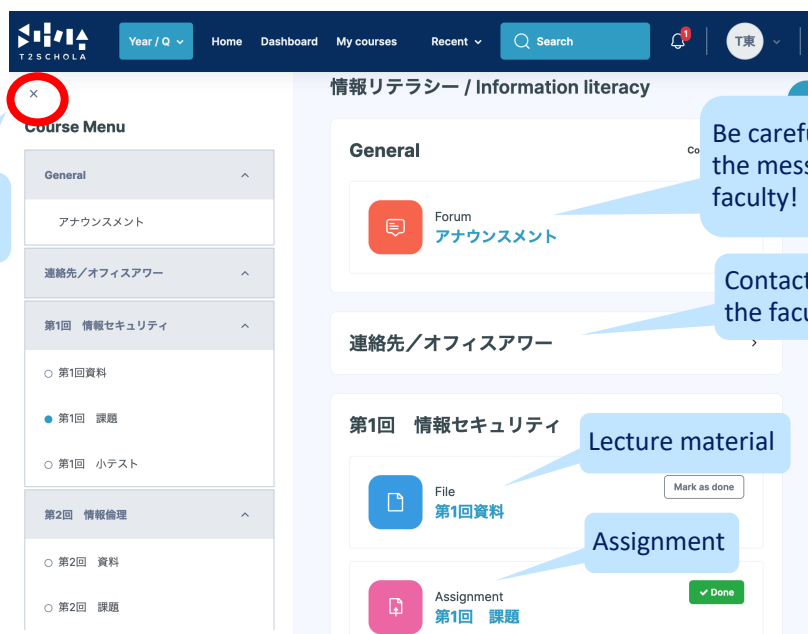 T2SCHOLA
Year / Q
Home
Dashboard
My courses
Recent
Search
1
T東
×
Course Menu
General
アナウンスメント
連絡先／オフィスアワー
第1回 情報セキュリティ
第1回資料
第1回 課題
第1回 小テスト
第2回 情報倫理
第2回 資料
第2回 課題
情報リテラシー / Information literacy
General
Forum
アナウンスメント
連絡先／オフィスアワー
第1回 情報セキュリティ
File
第1回資料
Mark as done
Assignment
第1回 課題
Done
Be
the
faculty!
Contact
the
Lecture material
Assignment